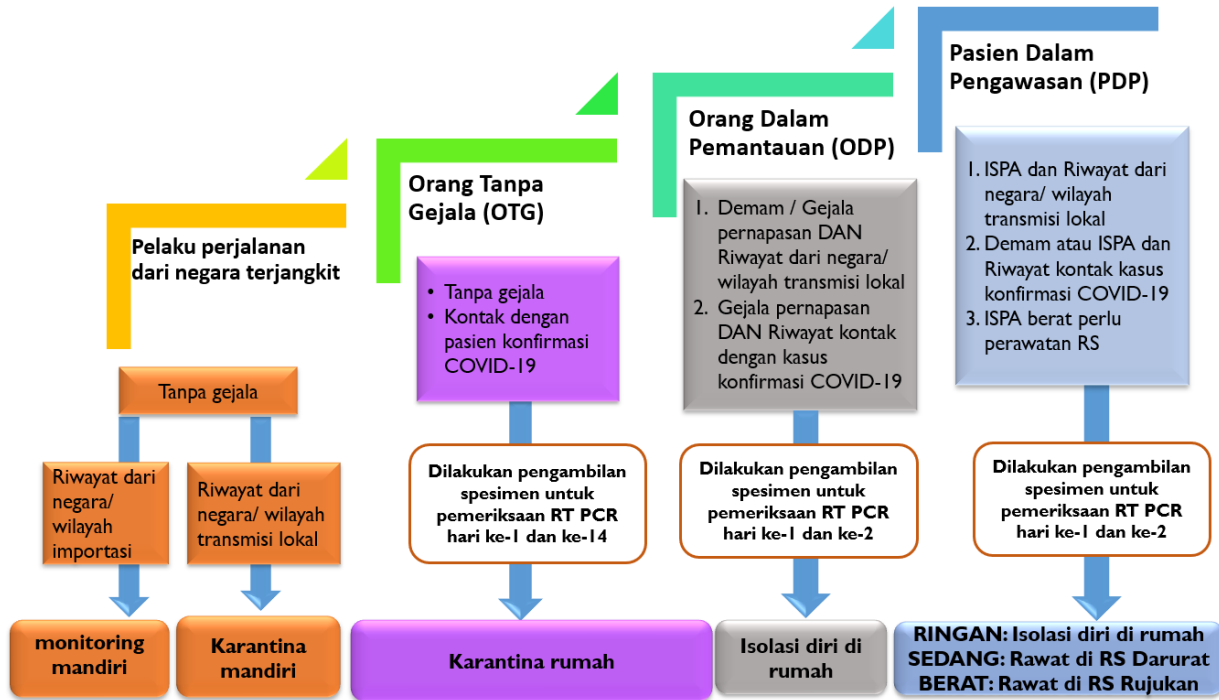 Pelaku perjalanan
dari negara terjangkit
Tanpa gejala
Riwayat dari
negara/
wilayah
importasi
Riwayat dari
negara/ wilayah
transmisi lokal
monitoring
mandiri
Karantina
mandiri
Orang Tanpa
Gejala (OTG)
• Tanpa gejala
• Kontak dengan
pasien konfirmasi
COVID-19
Dilakukan pengambilan
spesimen untuk
pemeriksaan RT PCR
hari ke-1 dan ke-14
Karantina rumah
Orang Dalam
Pemantauan (ODP)
1. Demam / Gejala
pernapasan DAN
Riwayat dari negara/
wilayah transmisi lokal
2. Gejala pernapasan
DAN Riwayat kontak
dengan kasus
konfirmasi COVID-19
Dilakukan pengambilan
spesimen untuk
pemeriksaan RT PCR
hari ke-1 dan ke-2
Isolasi diri di
rumah
Pasien Dalam
Pengawasan (PDP)
1. ISPA dan Riwayat dari
negara/ wilayah
transmisi lokal
2. Demam atau ISPA dan
Riwayat kontak kasus
konfirmasi COVID-19
3. ISPA berat perlu
perawatan RS
Dilakukan pengambilan
spesimen untuk
pemeriksaan RT PCR
hari ke-1 dan ke-2
RINGAN: Isolasi diri di rumah
SEDANG: Rawat di RS Darurat
BERAT: Rawat di RS Rujukan